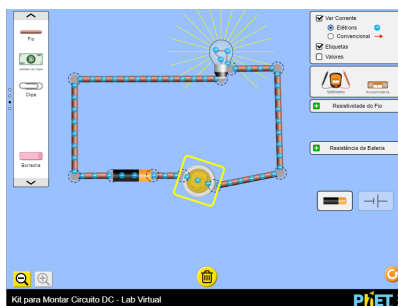 Fio
Clipe
Borracha
Ver Corrente
Elétrons
Convencional
Etiquetas
Valores
Voltímetro
Amperímetros
Resistividade do Fio
Resistência da Bateria
Kit para Montar Circuito DC - Lab Virtual
PhET